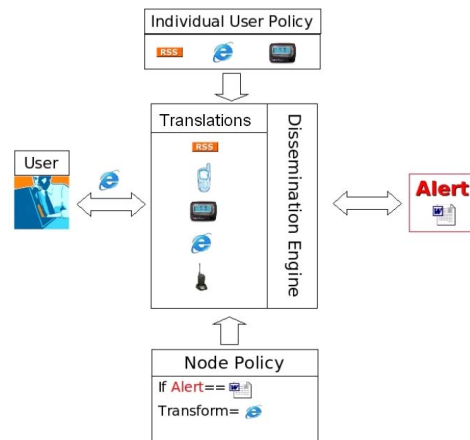 Individual User Policy
RSS
Translations
Dissemination Engine
RSS
User
Alert
Node Policy
If Alert==
Transform=